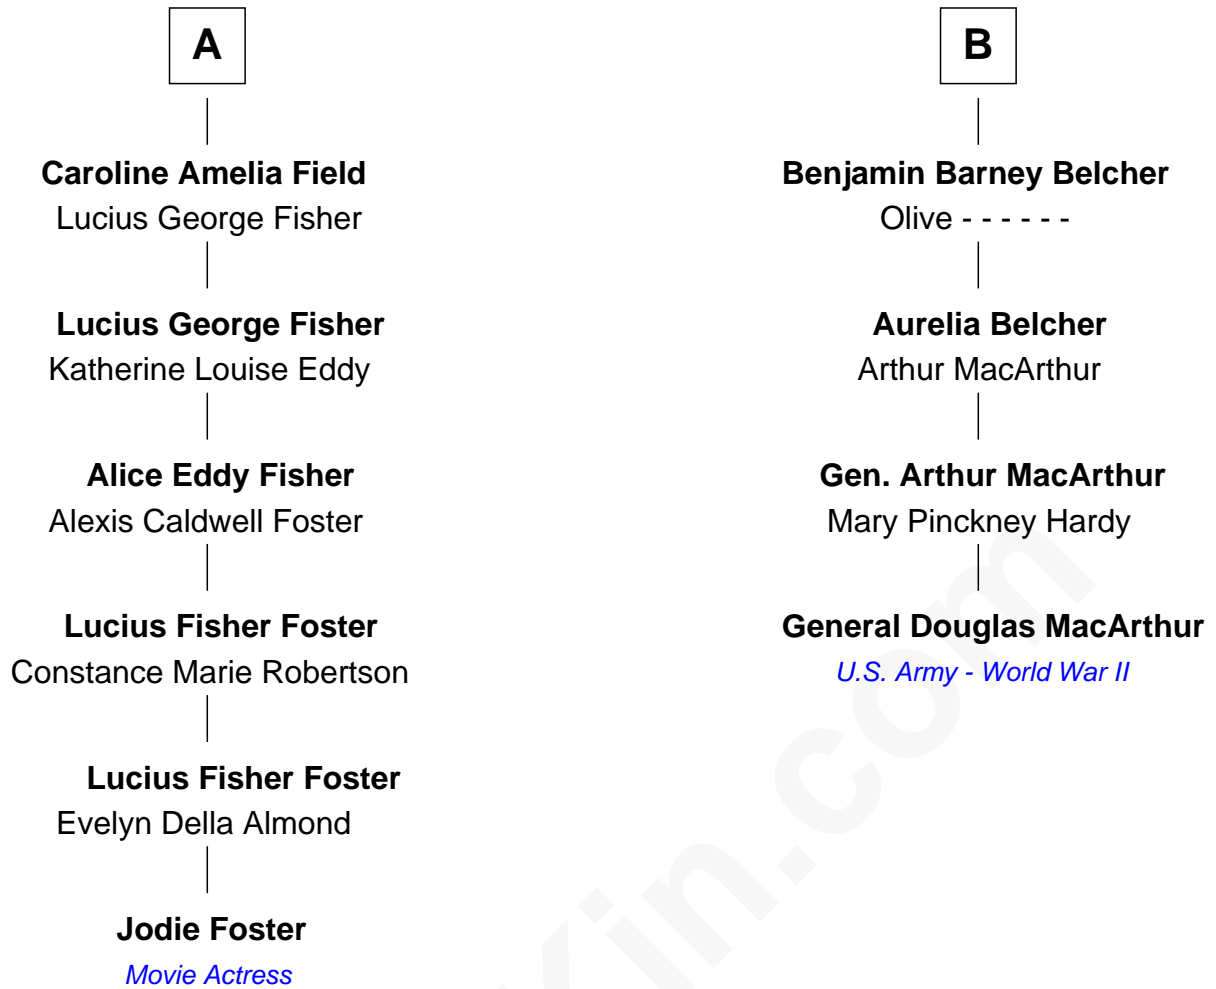 A
Caroline Amelia Field
Lucius George Fisher
Lucius George Fisher
Katherine Louise Eddy
Alice Eddy Fisher
Alexis Caldwell Foster
Lucius Fisher Foster
Constance Marie Robertson
Lucius Fisher Foster
Evelyn Della Almond
Jodie Foster
Movie Actress
B
Benjamin Barney Belcher
Olive - - - - - -
Aurelia Belcher
Arthur MacArthur
Gen. Arthur MacArthur
Mary Pinckney Hardy
General Douglas MacArthur
U.S. Army - World War II
Kin.com